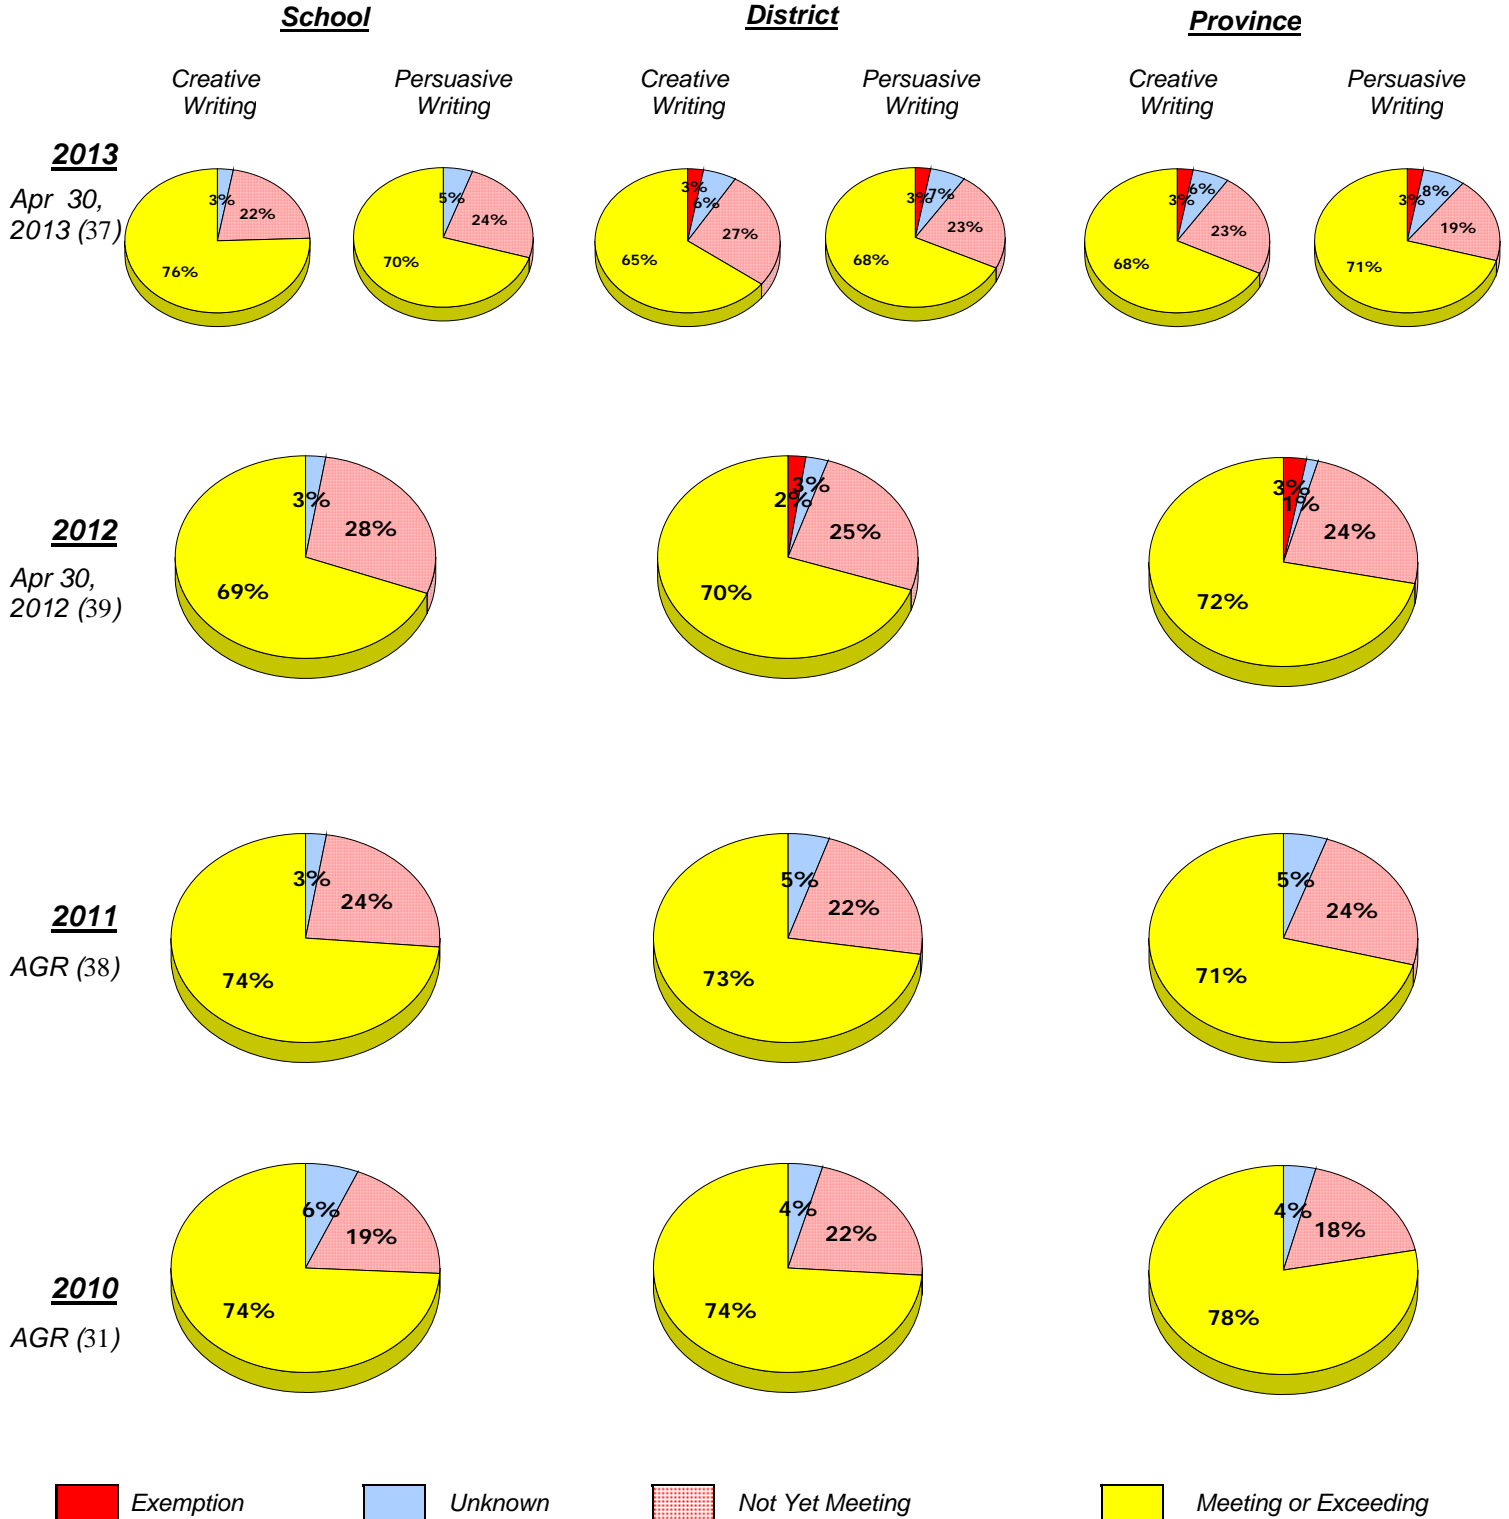 School District Province
Creative Writing Persuasive Writing Creative Writing Persuasive Writing Creative Writing Persuasive Writing
2013
Apr 30,
2013 (37)
3% 22% 76%
5% 24% 70%
3% 6% 27% 65%
3% 7% 23% 68%
3% 6% 23% 68%
3% 8% 19% 71%
2012
Apr 30,
2012 (39)
3% 28% 69%
2% 3% 25% 70%
3% 1% 24% 72%
2011
AGR (38)
3% 24% 74%
5% 22% 73%
5% 24% 71%
2010
AGR (31)
6% 19% 74%
4% 22% 74%
4% 18% 78%
Exemption Unknown Not Yet Meeting Meeting or Exceeding